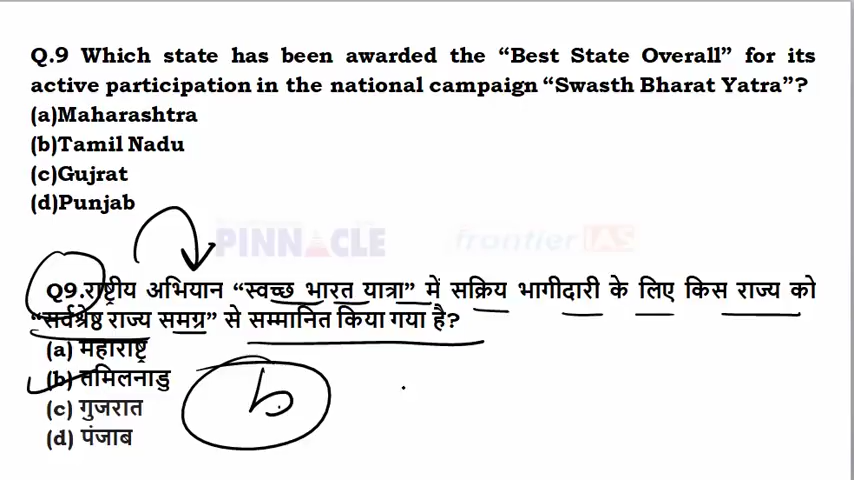 Q.9 Which state has been awarded the “Best State Overall” for its
active participation in the national campaign “Swasth Bharat Yatra”?
(a)Maharashtra
(b)Tamil Nadu
(c)Gujrat
(d)Punjab
PINNACLE frontier IAS
Q9.राष्ट्रीय अभियान “स्वच्छ भारत यात्रा” में सक्रिय भागीदारी के लिए किस राज्य को
“सर्वश्रेष्ठ राज्य समग्र” से सम्मानित किया गया है?
(a) महाराष्ट्र
(b) तमिलनाडु
(c) गुजरात
(d) पंजाब
b